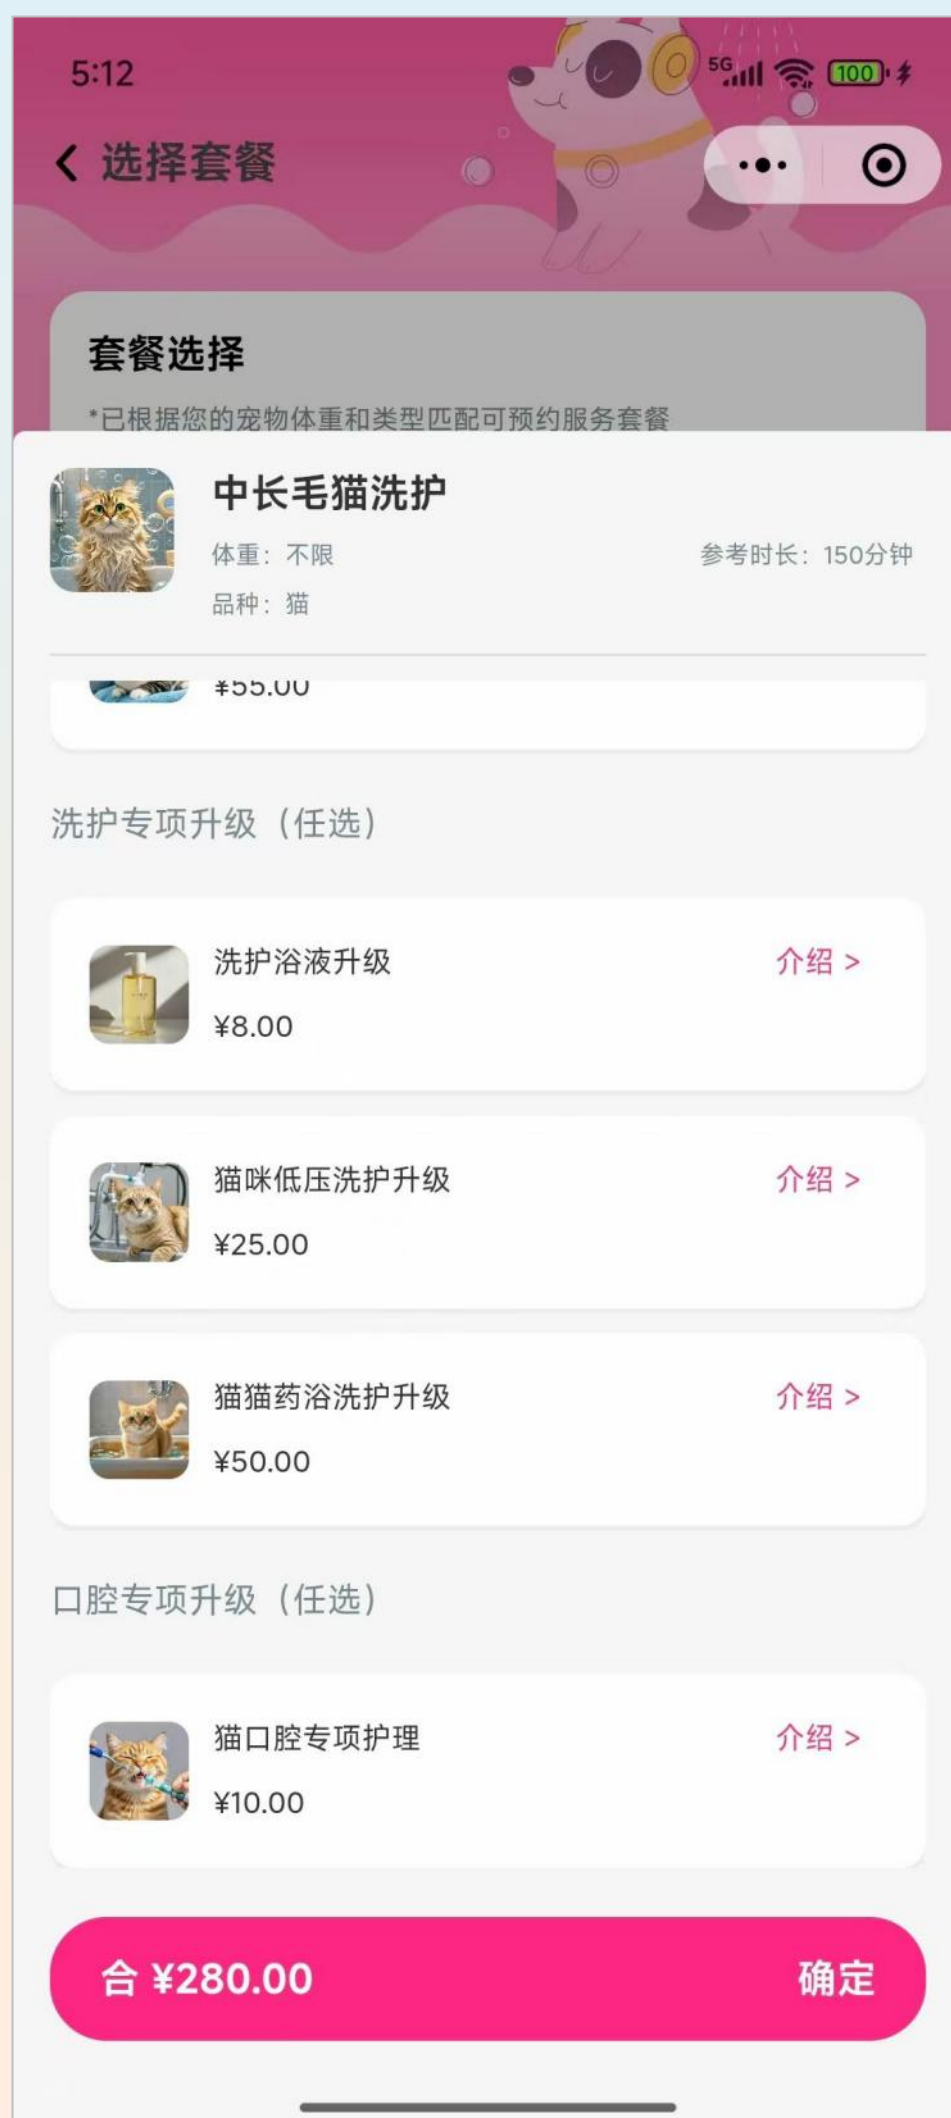 5:12
5G
100
选择套餐
套餐选择
*已根据您的宠物体重和类型匹配可预约服务套餐
中长毛猫洗护
体重：不限
参考时长：150分钟
品种：猫
¥55.00
洗护专项升级（任选）
洗护浴液升级
介绍 >
¥8.00
猫咪低压洗护升级
介绍 >
¥25.00
猫猫药浴洗护升级
介绍 >
¥50.00
口腔专项升级（任选）
猫口腔专项护理
介绍 >
¥10.00
合 ¥280.00
确定